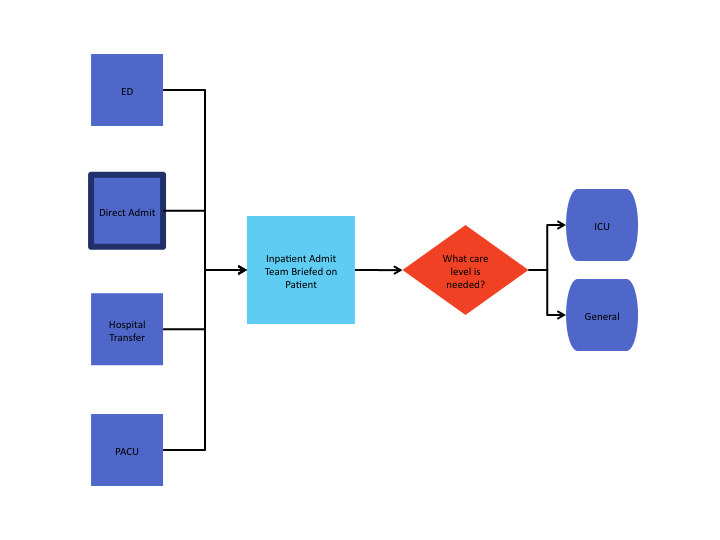 ED
Direct Admit
Hospital
Transfer
PACU
Inpatient Admit
Team Briefed on
Patient
What care
level is
needed?
ICU
General